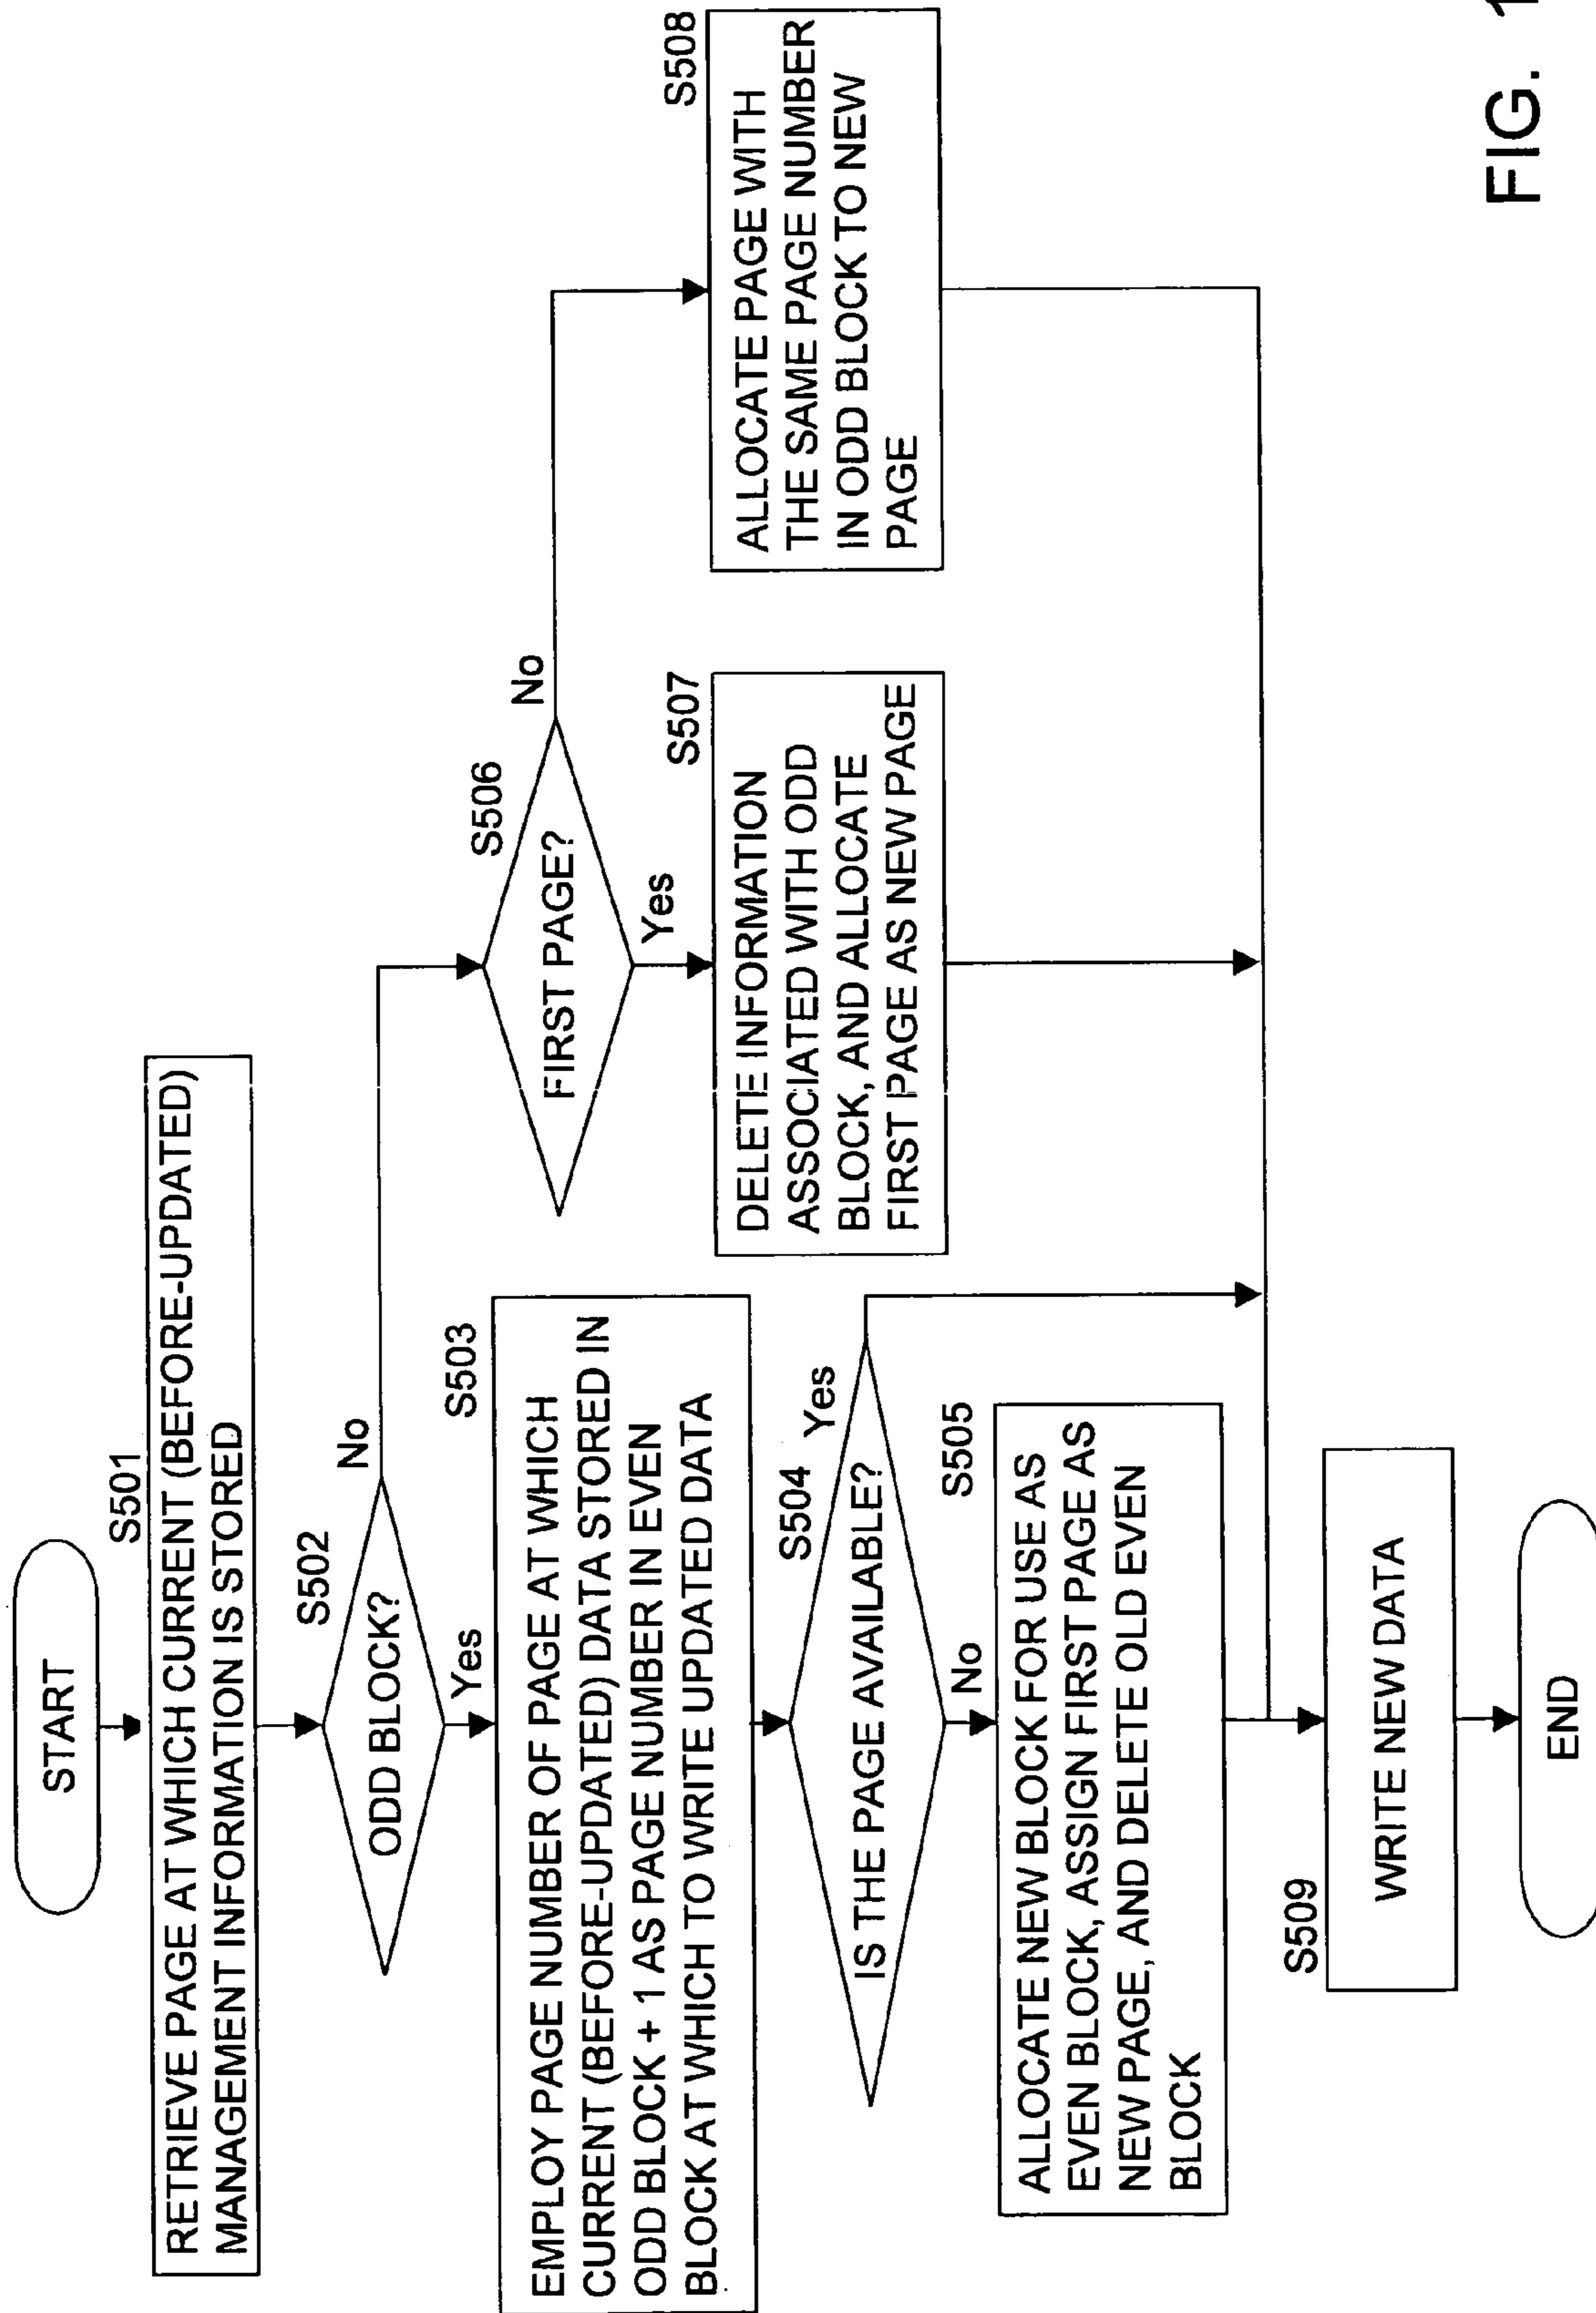 START
S501
RETRIEVE PAGE AT WHICH CURRENT (BEFORE-UPDATED)
MANAGEMENT INFORMATION IS STORED
S502
ODD BLOCK?
No
Yes
S503
EMPLOY PAGE NUMBER OF PAGE AT WHICH
CURRENT (BEFORE-UPDATED) DATA STORED IN
ODD BLOCK + 1 AS PAGE NUMBER IN EVEN
BLOCK AT WHICH TO WRITE UPDATED DATA
S504
IS THE PAGE AVAILABLE?
Yes
No
S505
ALLOCATE NEW BLOCK FOR USE AS
EVEN BLOCK, ASSIGN FIRST PAGE AS
NEW PAGE, AND DELETE OLD EVEN
BLOCK
S506
FIRST PAGE?
No
Yes
S507
DELETE INFORMATION
ASSOCIATED WITH ODD
BLOCK, AND ALLOCATE
FIRST PAGE AS NEW PAGE
S508
ALLOCATE PAGE WITH
THE SAME PAGE NUMBER
IN ODD BLOCK TO NEW
PAGE
S509
WRITE NEW DATA
END
FIG.